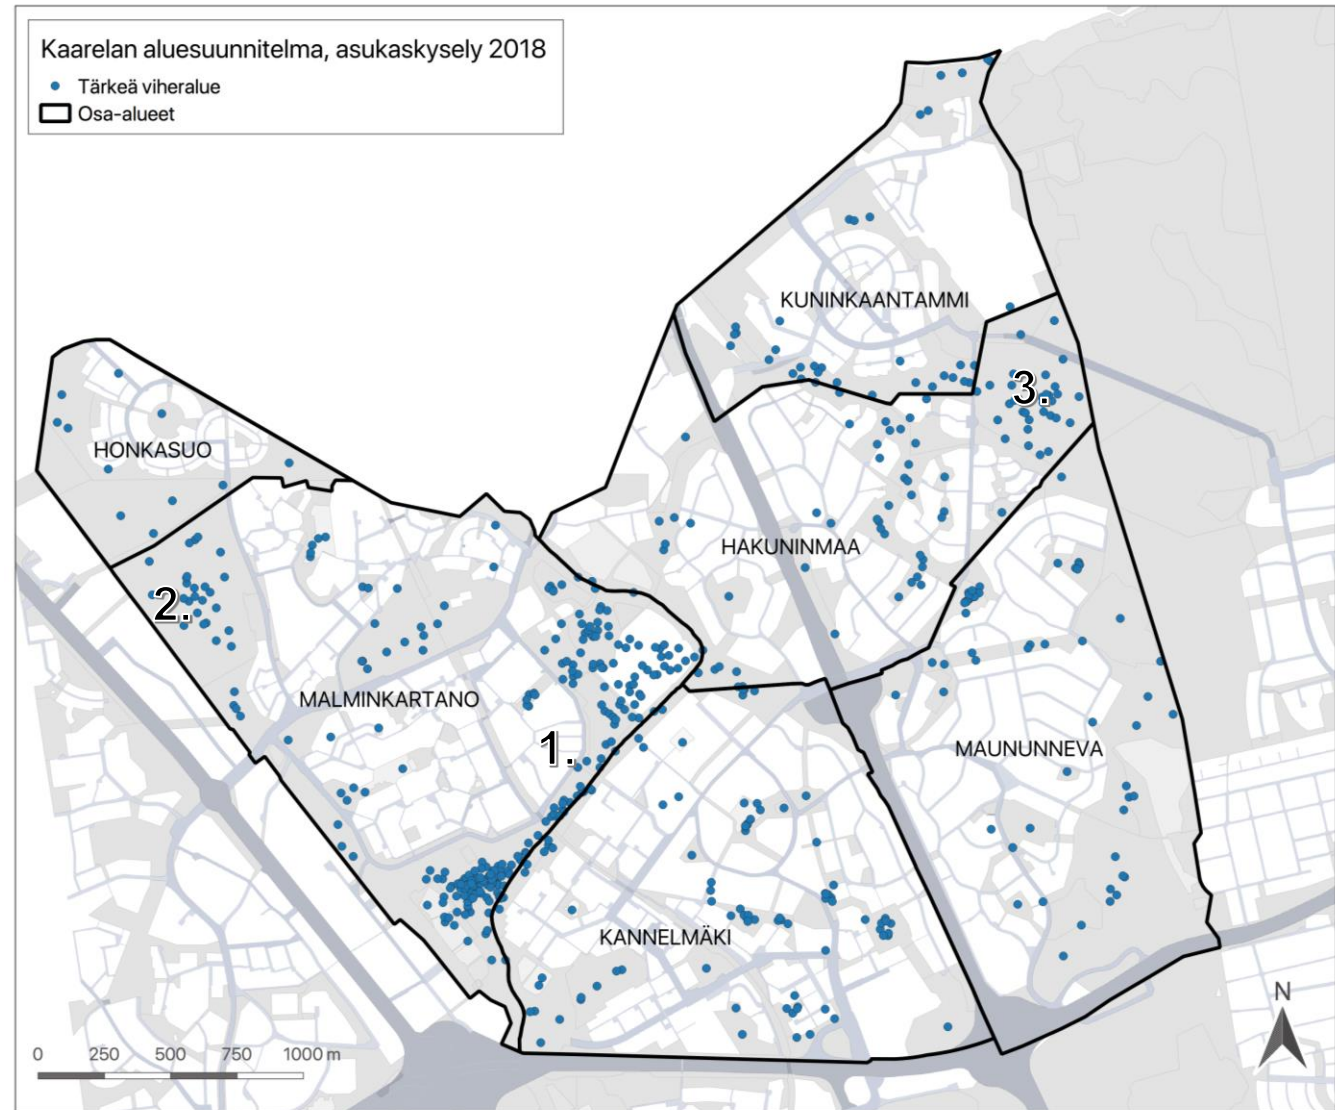 Kaarelan aluesuunnitelma, asukaskysely 2018
Tärkeä viheralue
Osa-alueet
KUNINKAANTAMMI
3.
HONKASUO
HAKUNINMAA
2.
MALMINKARTANO
1.
MAUNUNNEVA
KANNELMÄKI
N
0 250 500 750 1000 m